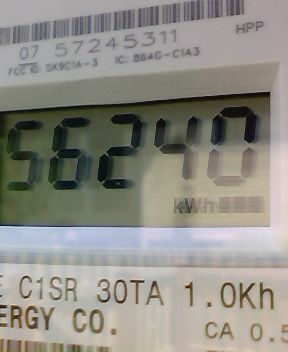 HPP
07 57245311
FCC ID: SK9C1A-3 IC: 864G-C1A3
56240
kWh
E C1SR 30TA 1.0Kh
ERGY CO.
CA 0.5